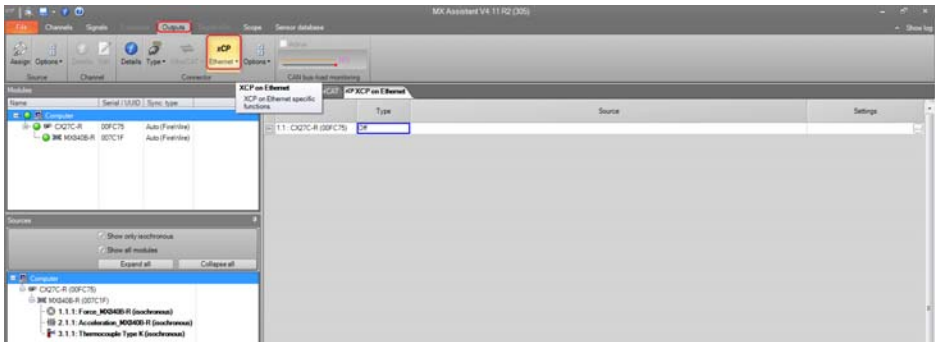 MX Assistant V4.11 R2 (305)
File Channels Signals Outputs Scope Sensor database Show log
Assign Options Details Type Ethernet Options
xCP
Source Channel Connector CAN bus-load monitoring
XCP on Ethernet
XCP on Ethernet specific
functions
Modules
XCP on Ethernet
Name Serial / UUID Sync type
Type Source Settings
Computer
CX27C-R 00FC75 Auto (FireInline)
MX840B-R 007C1F Auto (FireInline)
1.1 : CX27C-R (00FC75) Off
Sources
Show only isochronous
Show all modules
Expand all Collapse all
Computer
CX27C-R (00FC75)
MX840B-R (007C1F)
1.1.1: Force_MX840B-R (isochronous)
2.1.1: Acceleration_MX840B-R (isochronous)
3.1.1: Thermocouple Type K (isochronous)